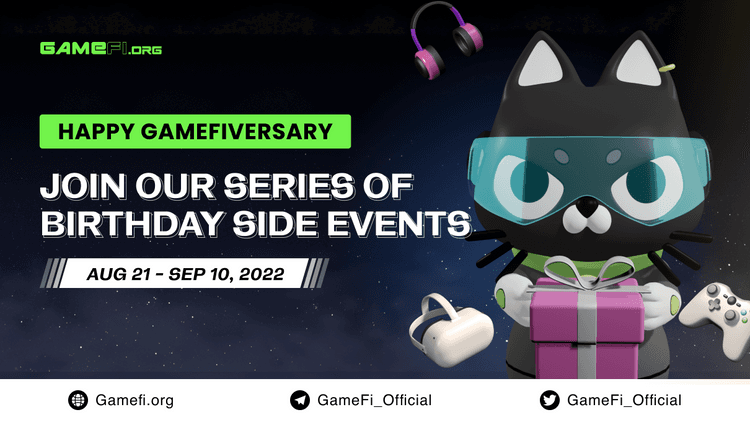 GAMEFI.ORG
HAPPY GAMEFIVERSARY
JOIN OUR SERIES OF
BIRTHDAY SIDE EVENTS
AUG 21 - SEP 10, 2022
Gamefi.org
GameFi_Official
GameFi_Official